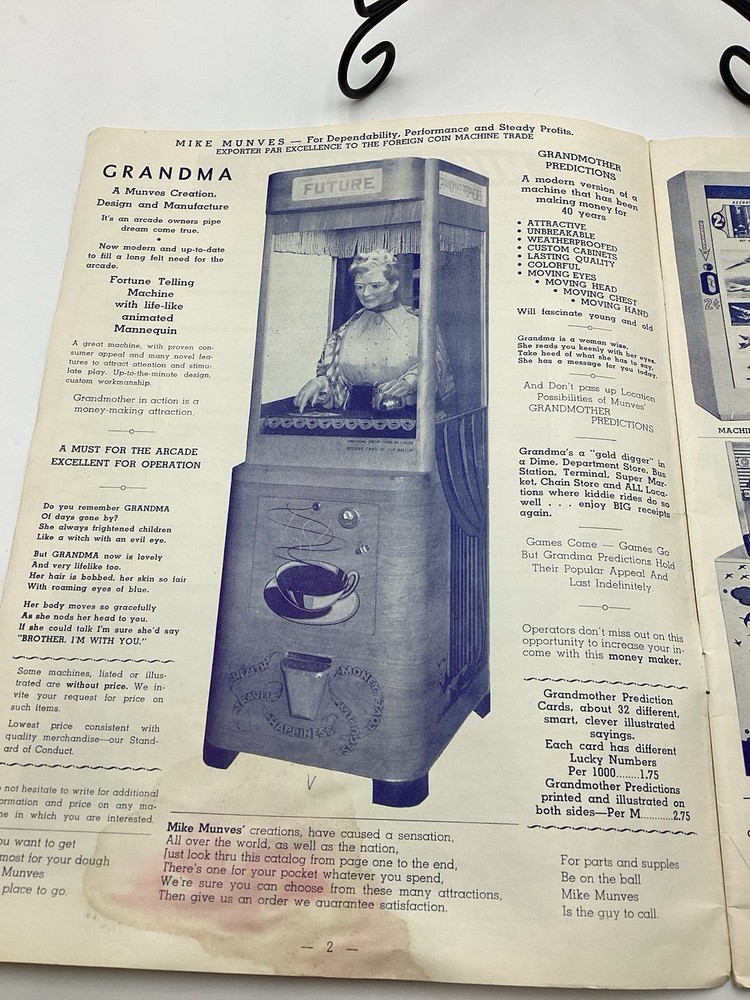 MIKE MUNVES — For Dependability, Performance and Steady Profits.
EXPORTER PAR EXCELLENCE TO THE FOREIGN COIN MACHINE TRADE
GRANDMA
A Munves Creation,
Design and Manufacture
It's an arcade owners pipe
dream come true.
•
Now modern and up-to-date
to fill a long felt need for the
arcade.
Fortune Telling
Machine
with life-like
animated
Mannequin
A great machine, with proven con-
sumer appeal and many novel fea-
tures to attract attention and stimu-
late play. Up-to-the-minute design,
custom workmanship.
Grandmother in action is a
money-making attraction.
A MUST FOR THE ARCADE
EXCELLENT FOR OPERATION
Do you remember GRANDMA
Of days gone by?
She always frightened children
Like a witch with an evil eye.
But GRANDMA now is lovely
And very lifelike too.
Her hair is bobbed, her skin so fair
With roaming eyes of blue.
Her body moves so gracefully
As she nods her head to you.
If she could talk I'm sure she'd say
"BROTHER, I'M WITH YOU."
Some machines, listed or illus-
trated are without price. We in-
vite your request for price on
such items.
Lowest price consistent with
quality merchandise—our Stand-
ard of Conduct.
not hesitate to write for additional
ormation and price on any ma-
ne in which you are interested.
ou want to get
most for your dough
Munves
place to go.
FUTURE
HEALTH
TRAVEL
HAPPINESS
MONEY
LOVE
GRANDMOTHER
PREDICTIONS
A modern version of a
machine that has been
making money for
40 years
• ATTRACTIVE
• UNBREAKABLE
• WEATHERPROOFED
• CUSTOM CABINETS
• LASTING QUALITY
• COLORFUL
• MOVING EYES
• MOVING HEAD
• MOVING CHEST
• MOVING HAND
Will fascinate young and old
Grandma is a woman wise,
She reads you keenly with her eyes.
Take heed of what she has to say,
She has a message for you today.
And Don't pass up Location
Possibilities of Munves'
GRANDMOTHER
PREDICTIONS
Grandma's a "gold digger" in
a Dime, Department Store, Bus
Station, Terminal, Super Mar-
ket, Chain Store and ALL Loca-
tions where kiddie rides do so
well . . . enjoy BIG receipts
again.
Games Come — Games Go
But Grandma Predictions Hold
Their Popular Appeal And
Last Indefinitely.
Operators don't miss out on this
opportunity to increase your in-
come with this money maker.
Grandmother Prediction
Cards, about 32 different,
smart, clever illustrated
sayings.
Each card has different
Lucky Numbers
Per 1000........1.75
Grandmother Predictions
printed and illustrated on
both sides—Per M...........2.75
Mike Munves' creations, have caused a sensation,
All over the world, as well as the nation,
Just look thru this catalog from page one to the end,
There's one for your pocket whatever you spend,
We're sure you can choose from these many attractions,
Then give us an order we guarantee satisfaction.
For parts and supples
Be on the ball
Mike Munves
Is the guy to call.
— 2 —
2¢
MACHIN